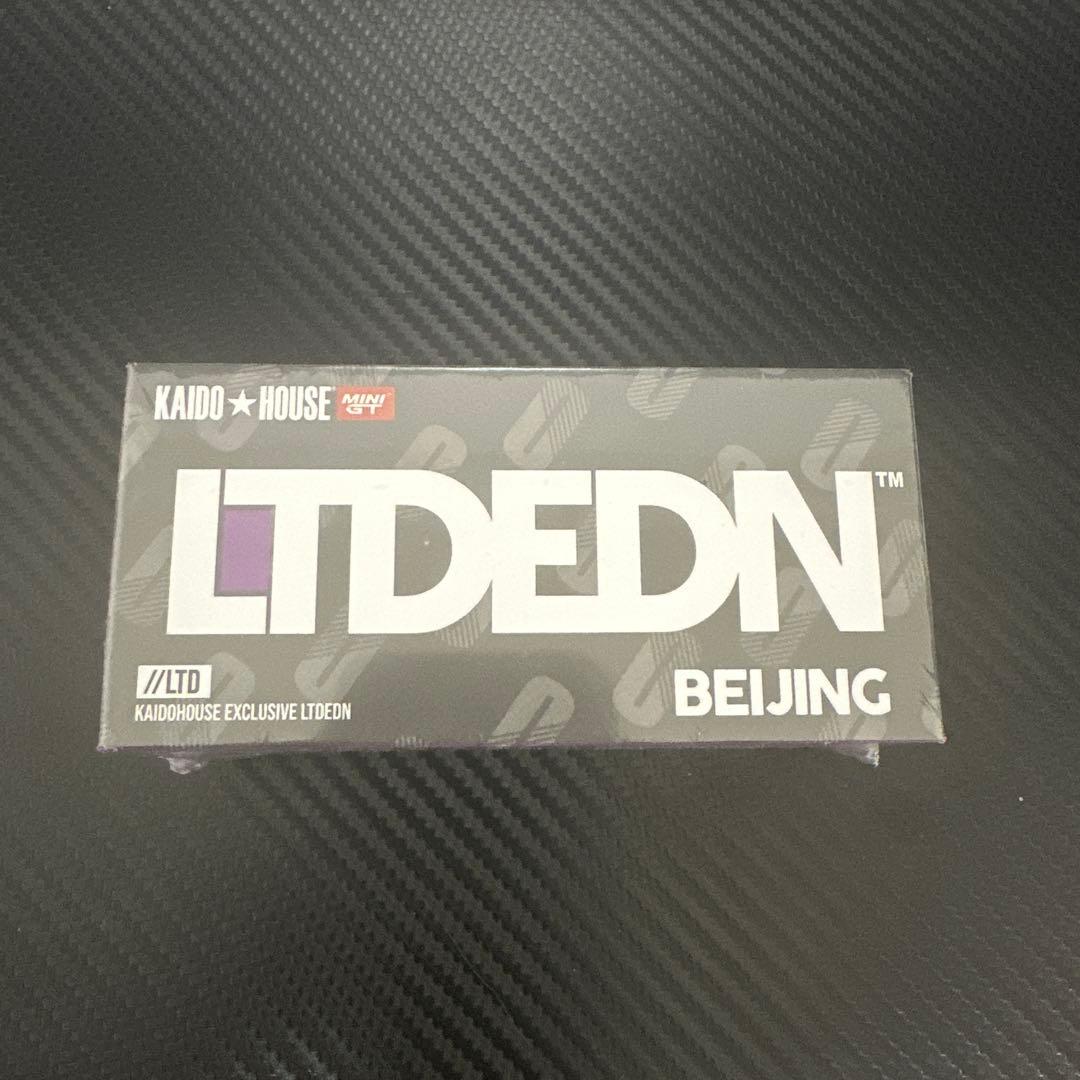 KAIDO★HOUSE MINI GT
LTDEDN™
//LTD
KAIDOHOUSE EXCLUSIVE LTDEDN
BEIJING